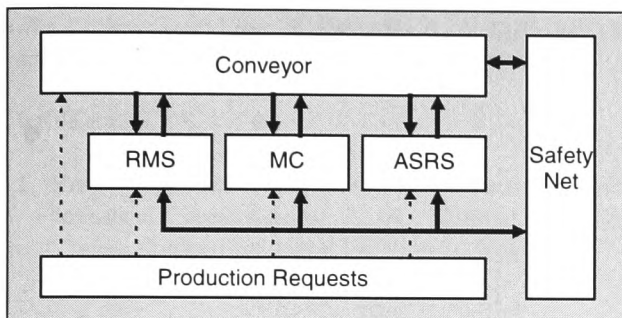 Conveyor
RMS
MC
ASRS
Safety
Net
Production Requests